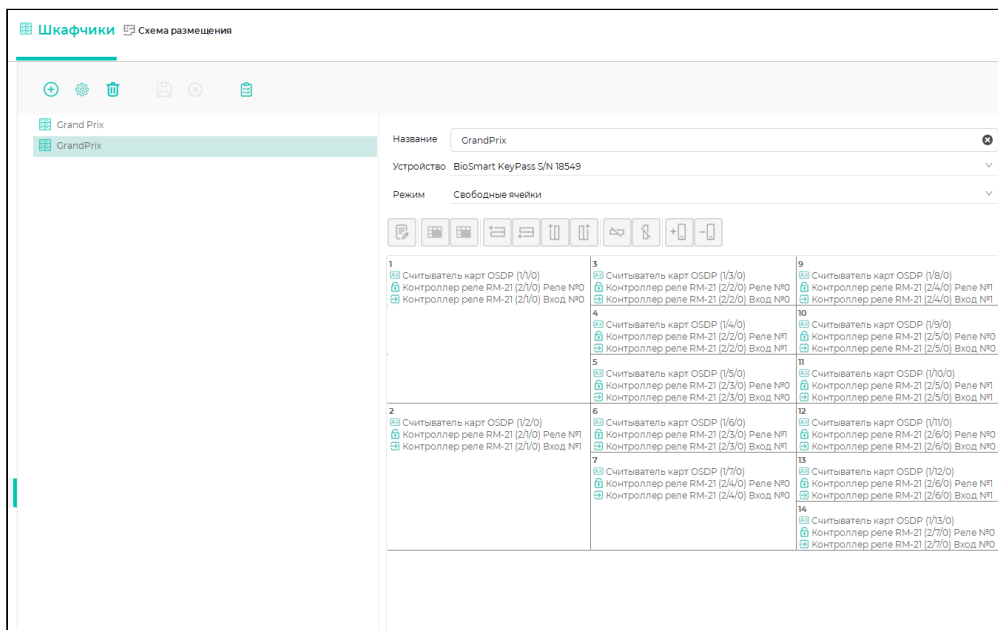 Шкафчики Схема размещения
Grand Prix
GrandPrix
Название GrandPrix
Устройство BioSmart KeyPass S/N 18549
Режим Свободные ячейки
1
Считыватель карт OSDP (1/1/0)
Контроллер реле RM-21 (2/1/0) Реле №0
Контроллер реле RM-21 (2/1/0) Вход №0
2
Считыватель карт OSDP (1/2/0)
Контроллер реле RM-21 (2/1/0) Реле №1
Контроллер реле RM-21 (2/1/0) Вход №1
3
Считыватель карт OSDP (1/3/0)
Контроллер реле RM-21 (2/2/0) Реле №0
Контроллер реле RM-21 (2/2/0) Вход №0
4
Считыватель карт OSDP (1/4/0)
Контроллер реле RM-21 (2/2/0) Реле №1
Контроллер реле RM-21 (2/2/0) Вход №1
5
Считыватель карт OSDP (1/5/0)
Контроллер реле RM-21 (2/3/0) Реле №0
Контроллер реле RM-21 (2/3/0) Вход №0
6
Считыватель карт OSDP (1/6/0)
Контроллер реле RM-21 (2/3/0) Реле №1
Контроллер реле RM-21 (2/3/0) Вход №1
7
Считыватель карт OSDP (1/7/0)
Контроллер реле RM-21 (2/4/0) Реле №0
Контроллер реле RM-21 (2/4/0) Вход №0
9
Считыватель карт OSDP (1/8/0)
Контроллер реле RM-21 (2/4/0) Реле №1
Контроллер реле RM-21 (2/4/0) Вход №1
10
Считыватель карт OSDP (1/9/0)
Контроллер реле RM-21 (2/5/0) Реле №0
Контроллер реле RM-21 (2/5/0) Вход №0
11
Считыватель карт OSDP (1/10/0)
Контроллер реле RM-21 (2/5/0) Реле №1
Контроллер реле RM-21 (2/5/0) Вход №1
12
Считыватель карт OSDP (1/11/0)
Контроллер реле RM-21 (2/6/0) Реле №0
Контроллер реле RM-21 (2/6/0) Вход №0
13
Считыватель карт OSDP (1/12/0)
Контроллер реле RM-21 (2/6/0) Реле №1
Контроллер реле RM-21 (2/6/0) Вход №1
14
Считыватель карт OSDP (1/13/0)
Контроллер реле RM-21 (2/7/0) Реле №0
Контроллер реле RM-21 (2/7/0) Вход №0